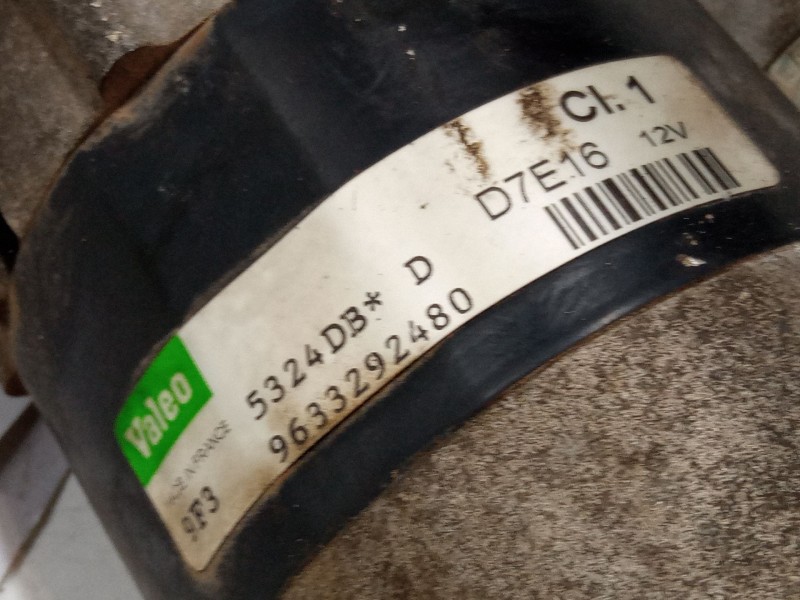 Cl. 1
D7E16 12V
Valeo
5324DB* D
9633292480
MADE IN FRANCE
9F3